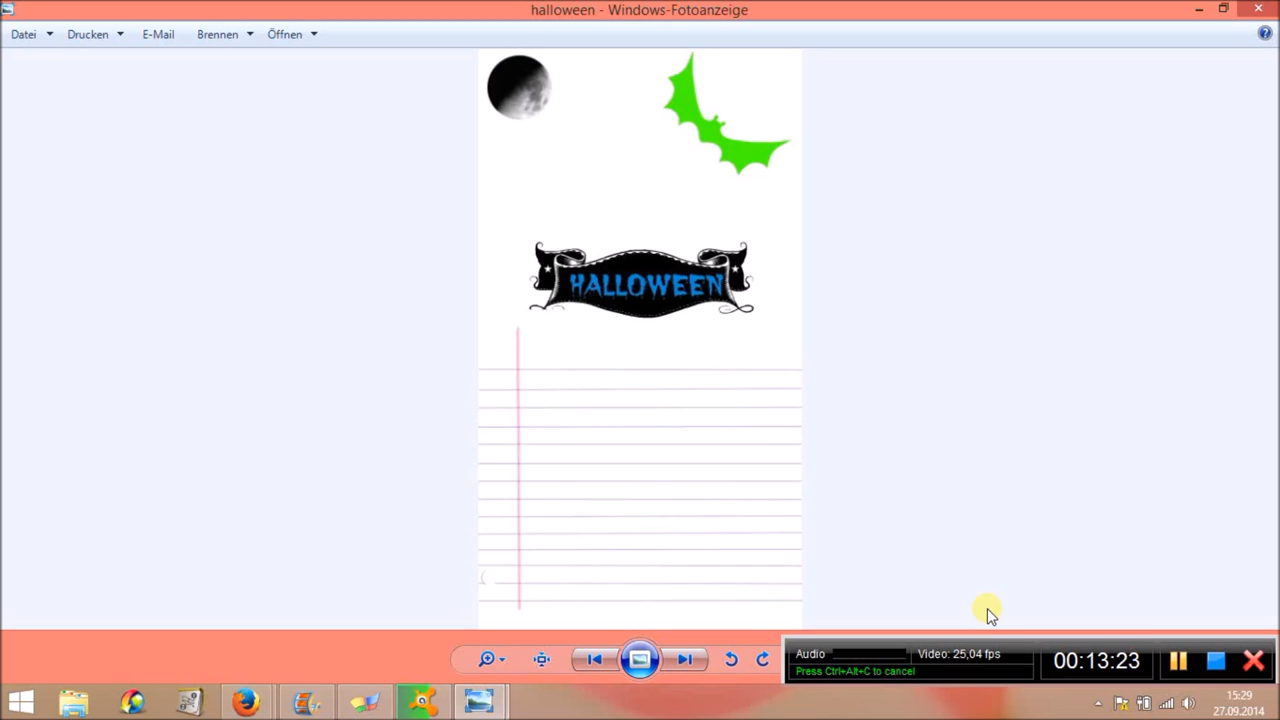 halloween - Windows-Fotoanzeige
Datei Drucken E-Mail Brennen Öffnen
HALLOWEEN
Audio Video: 25,04 fps
Press Ctrl+Alt+C to cancel
00:13:23
15:29
27.09.2014